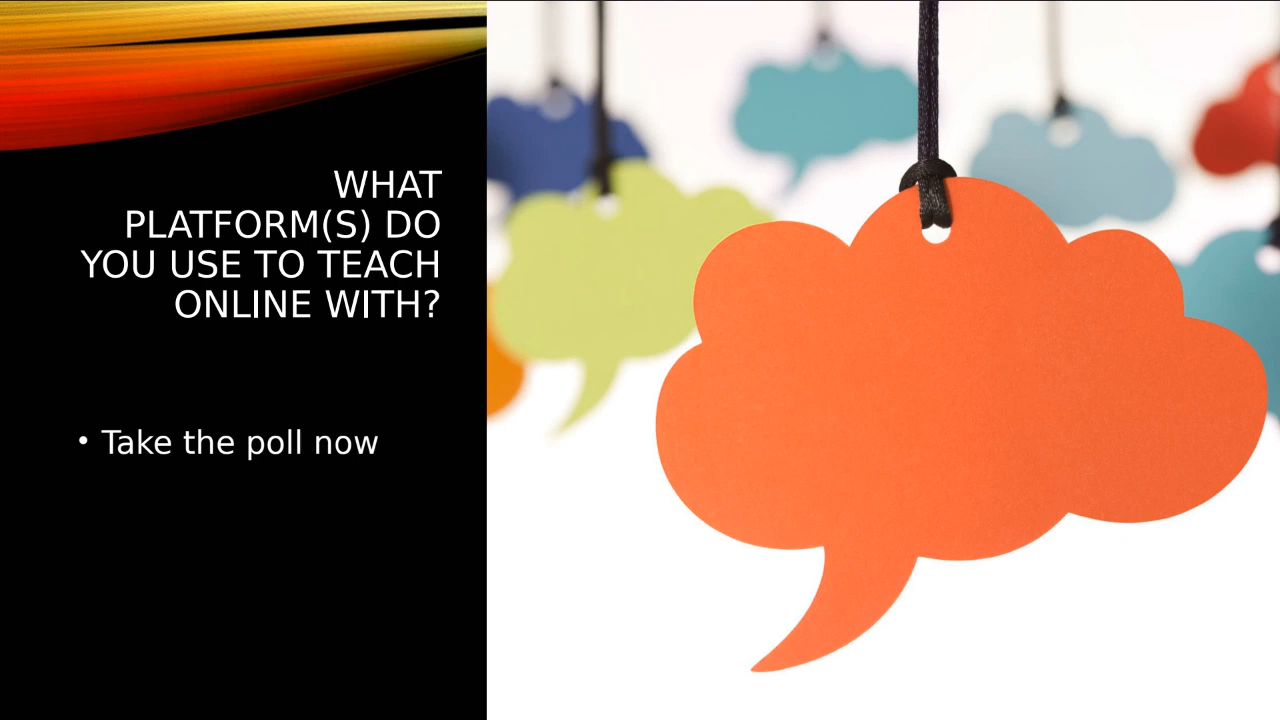 WHAT
PLATFORM(S) DO
YOU USE TO TEACH
ONLINE WITH?
• Take the poll now